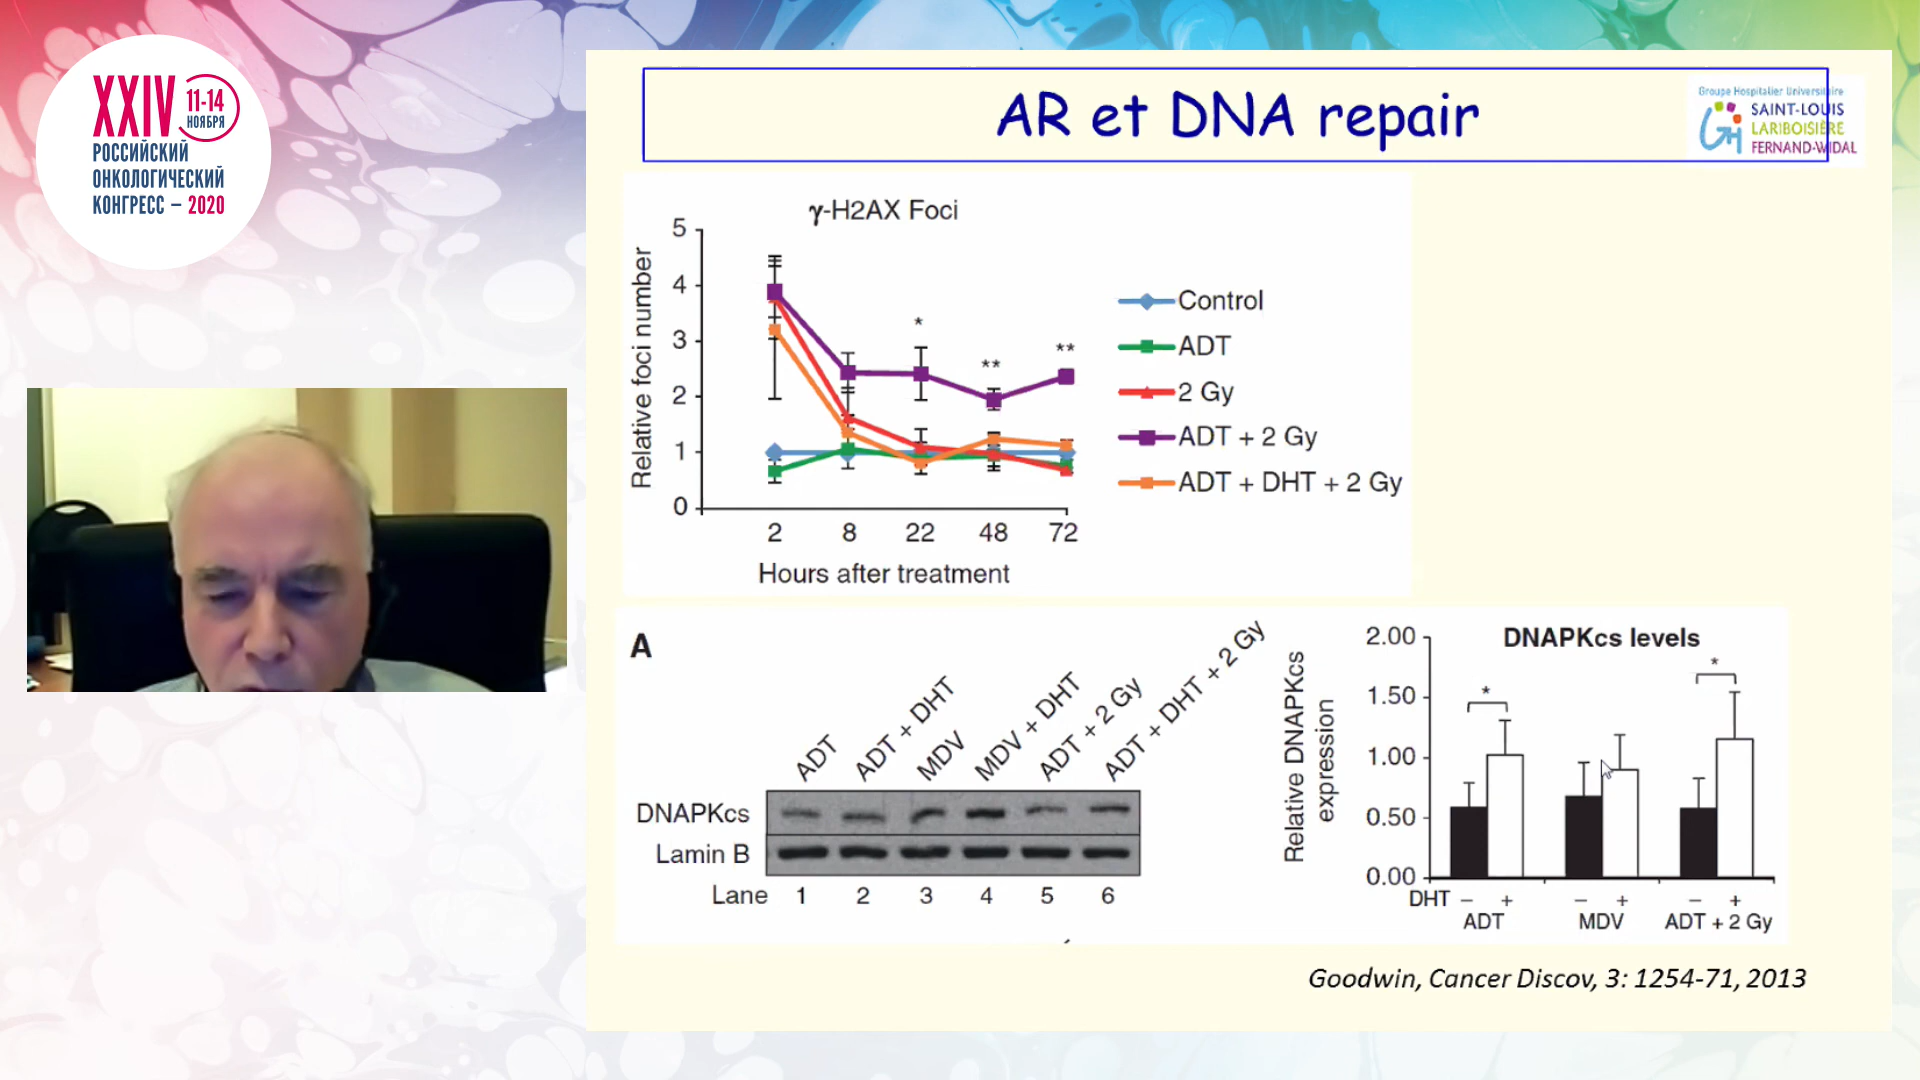 XXIV
11-14
НОЯБРЯ
РОССИЙСКИЙ
ОНКОЛОГИЧЕСКИЙ
КОНГРЕСС – 2020
AR et DNA repair
Groupe Hospitalier Universitaire
SAINT-LOUIS
LARIBOISIÈRE
FERNAND-WIDAL
γ-H2AX Foci
Relative foci number
5
4
3
2
1
0
2 8 22 48 72
Hours after treatment
* ** **
Control
ADT
2 Gy
ADT + 2 Gy
ADT + DHT + 2 Gy
A
ADT
ADT + DHT
MDV
MDV + DHT
ADT + 2 Gy
ADT + DHT + 2 Gy
DNAPKcs
Lamin B
Lane 1 2 3 4 5 6
DNAPKcs levels
Relative DNAPKcs
expression
2.00
1.50
1.00
0.50
0.00
* *
DHT – + – + – +
ADT MDV ADT + 2 Gy
Goodwin, Cancer Discov, 3: 1254-71, 2013